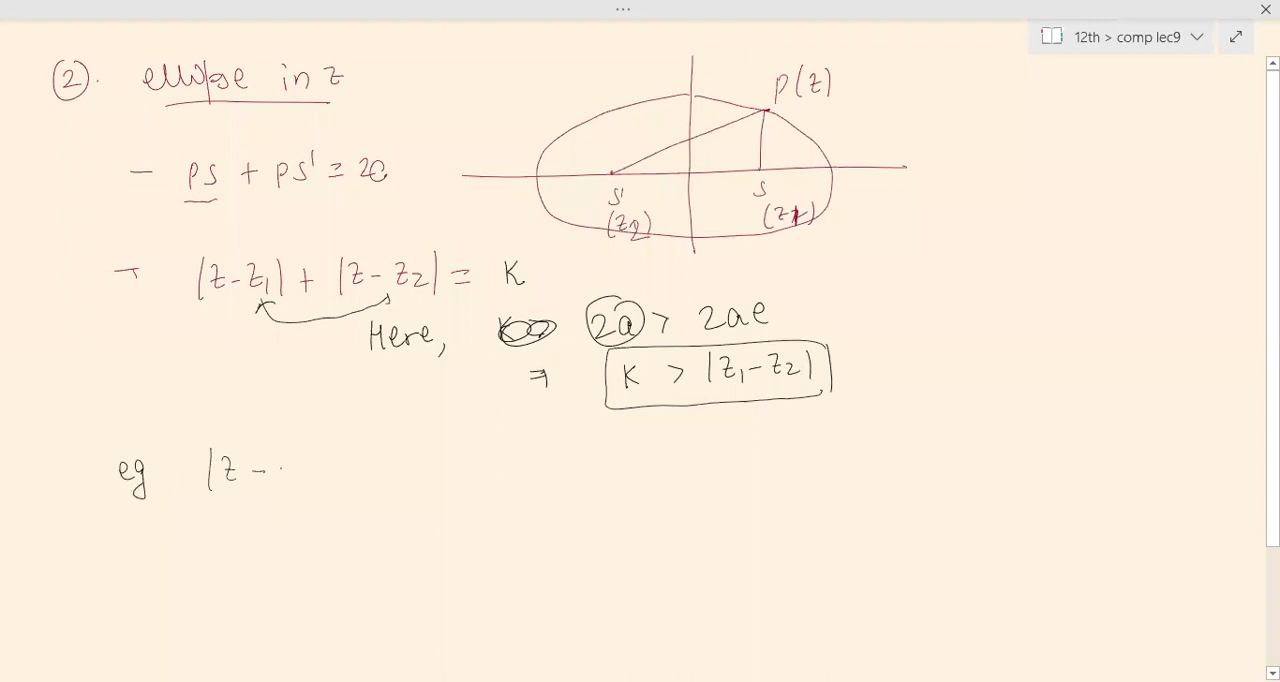 12th > comp lec9
(2). ellipse in z
P(z)
- PS + PS' = 2a
S'
S
(z2)
(z1)
→ |z-z1| + |z-z2| = K
Here, 2a > 2ae
⇒ K > |z1-z2|
eg |z -